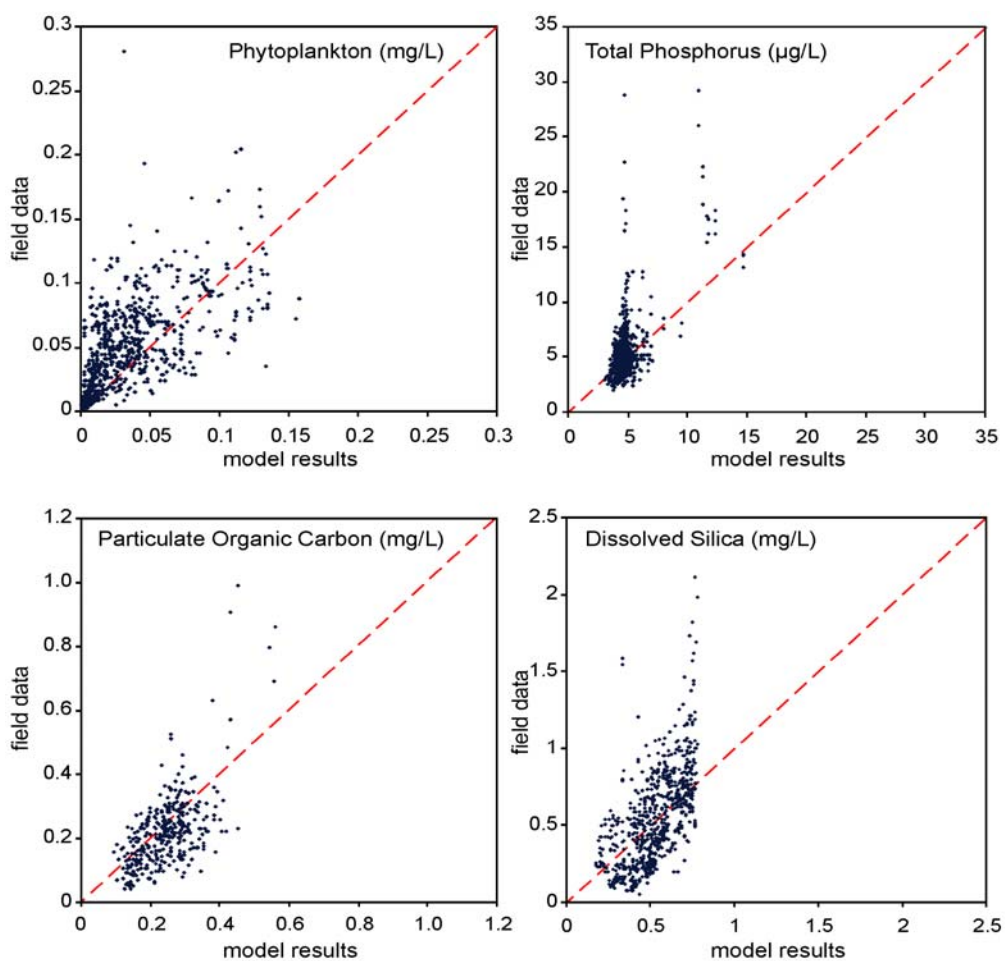 Phytoplankton (mg/L)
0.3
0.25
0.2
0.15
0.1
0.05
0
field data
0 0.05 0.1 0.15 0.2 0.25 0.3
model results
Total Phosphorus (µg/L)
35
30
25
20
15
10
5
0
field data
0 5 10 15 20 25 30 35
model results
Particulate Organic Carbon (mg/L)
1.2
1.0
0.8
0.6
0.4
0.2
0
field data
0 0.2 0.4 0.6 0.8 1.0 1.2
model results
Dissolved Silica (mg/L)
2.5
2
1.5
1
0.5
0
field data
0 0.5 1 1.5 2 2.5
model results